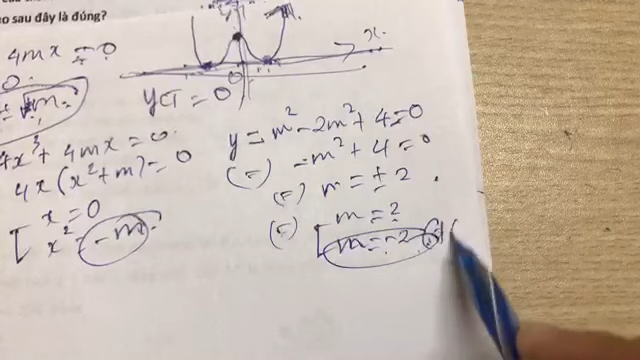 sau đây là đúng?
4mx = 0
x
0
yCT = 0
4x³ + 4mx = 0
4x(x² + m) = 0
[ x = 0
x² = -m
y = m² - 2m² + 4 = 0
(=) -m² + 4 = 0
(=) m = ± 2
(=) [ m = 2
m = -2